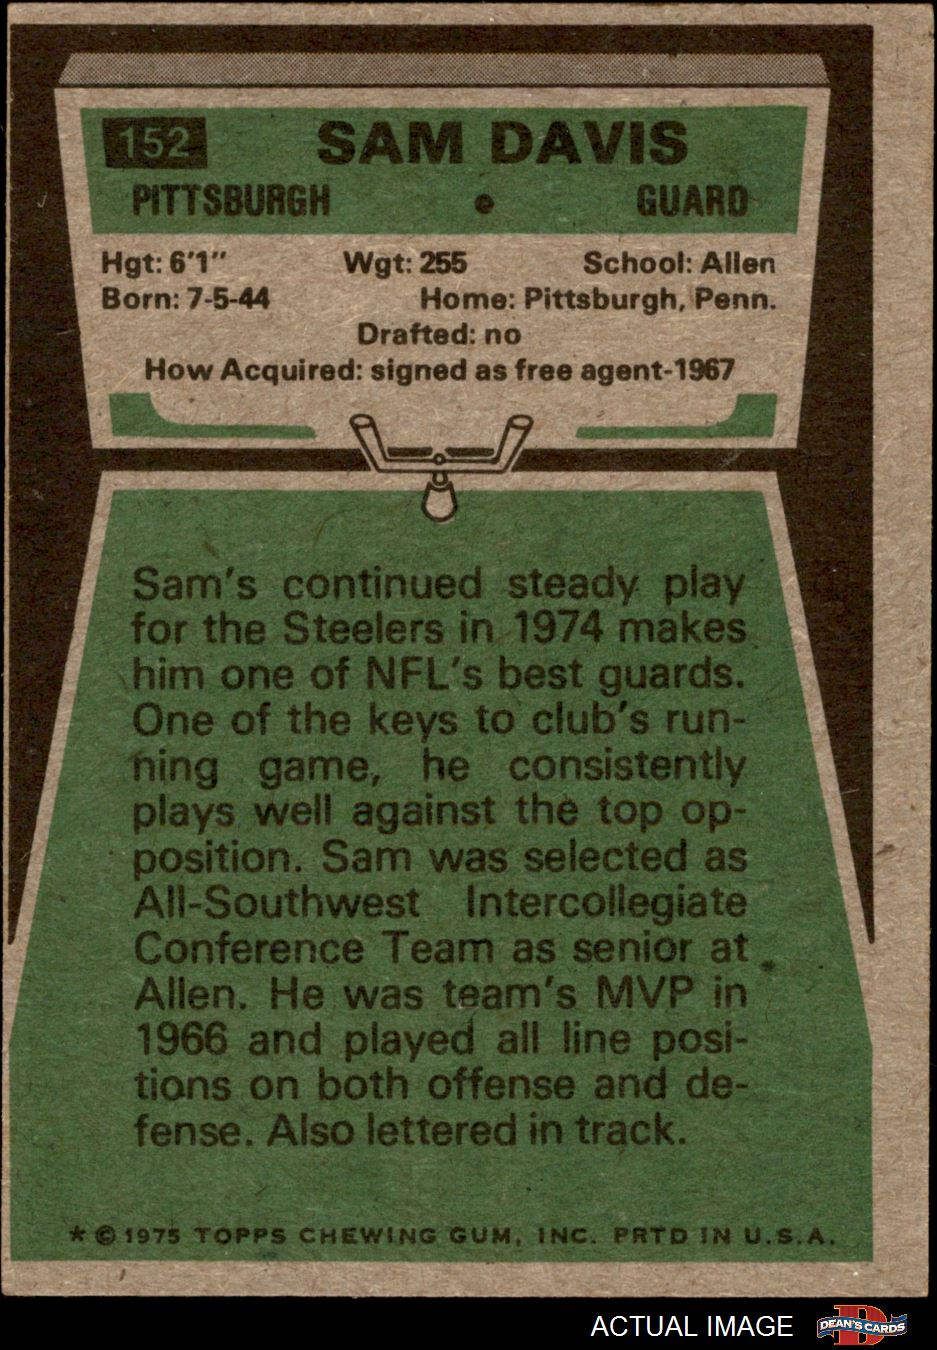 152 SAM DAVIS
PITTSBURGH • GUARD
Hgt: 6'1" Wgt: 255 School: Allen
Born: 7-5-44 Home: Pittsburgh, Penn.
Drafted: no
How Acquired: signed as free agent-1967
Sam's continued steady play
for the Steelers in 1974 makes
him one of NFL's best guards.
One of the keys to club's run-
ning game, he consistently
plays well against the top op-
position. Sam was selected as
All-Southwest Intercollegiate
Conference Team as senior at
Allen. He was team's MVP in
1966 and played all line posi-
tions on both offense and de-
fense. Also lettered in track.
* © 1975 TOPPS CHEWING GUM, INC. PRTD IN U.S.A.
ACTUAL IMAGE D DEAN'S CARDS